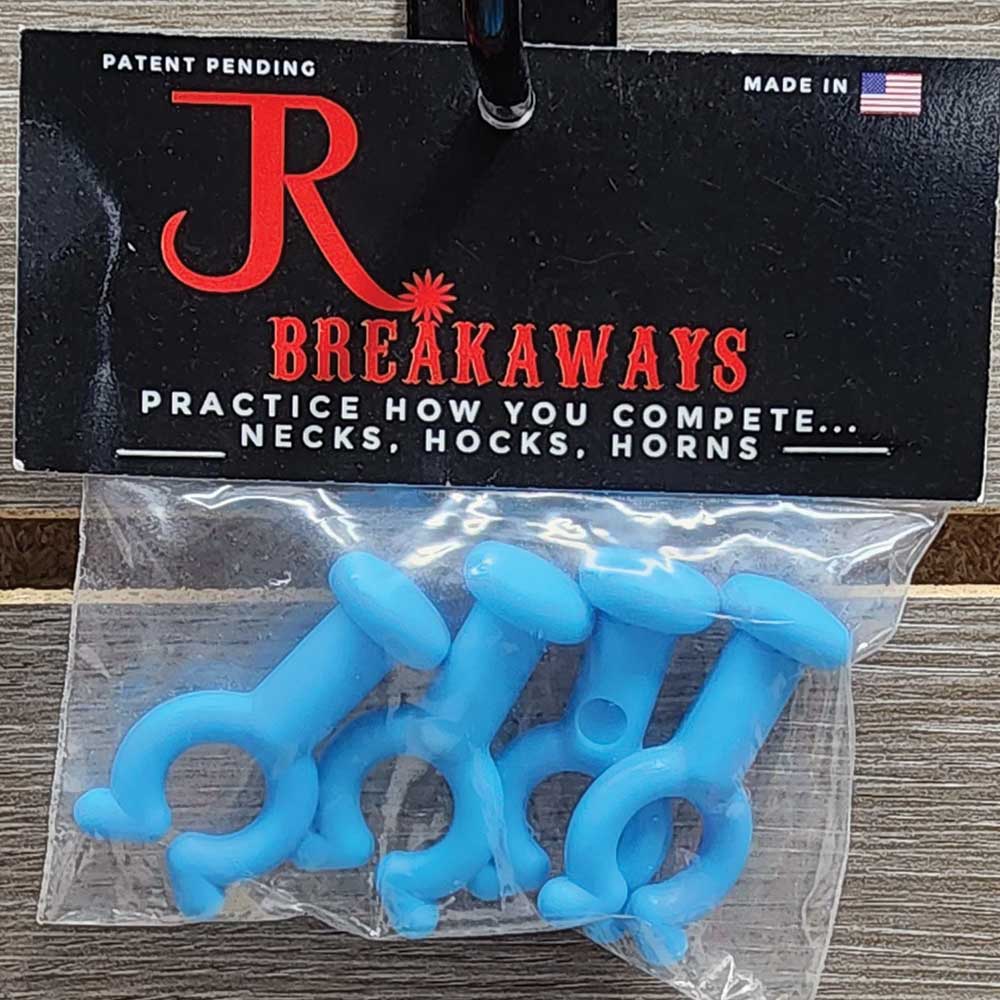 PATENT PENDING
MADE IN
JR
BREAKAWAYS
PRACTICE HOW YOU COMPETE...
NECKS, HOCKS, HORNS